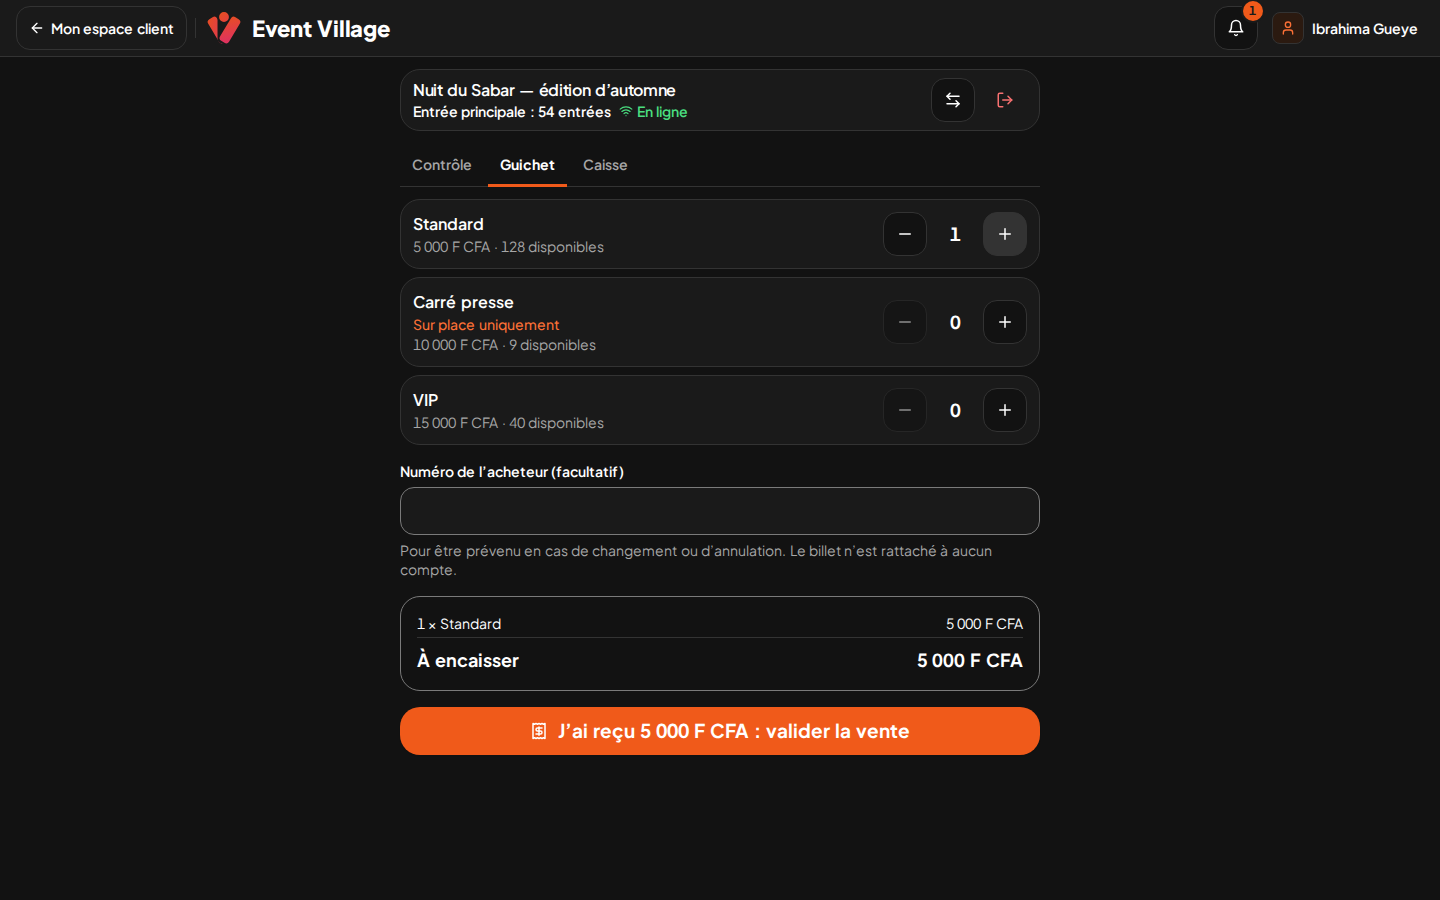 Mon espace client
Event Village
1
Ibrahima Gueye
Nuit du Sabar — édition d’automne
Entrée principale : 54 entrées En ligne
Contrôle Guichet Caisse
Standard
5 000 F CFA · 128 disponibles
1
Carré presse
Sur place uniquement
10 000 F CFA · 9 disponibles
0
VIP
15 000 F CFA · 40 disponibles
0
Numéro de l’acheteur (facultatif)
Pour être prévenu en cas de changement ou d’annulation. Le billet n’est rattaché à aucun
compte.
1 × Standard 5 000 F CFA
À encaisser 5 000 F CFA
J’ai reçu 5 000 F CFA : valider la vente